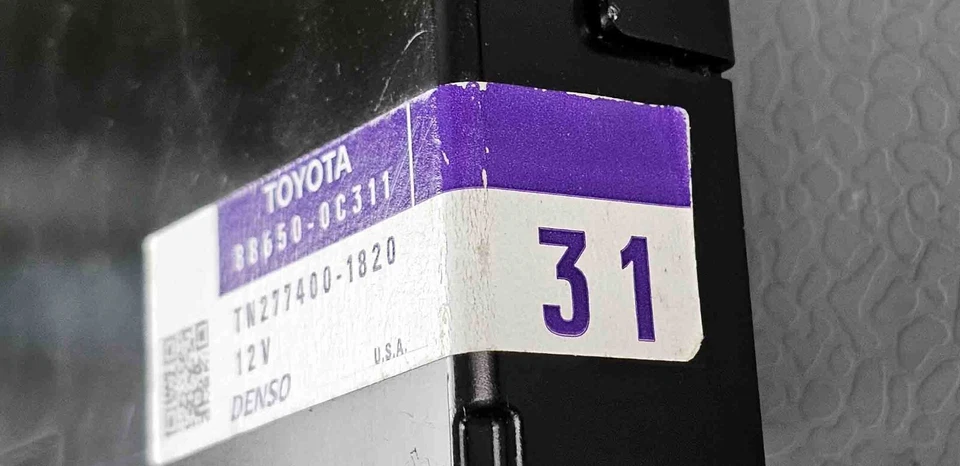 TOYOTA
88650-0C311
TN277400-1820
12V
U.S.A.
DENSO
31